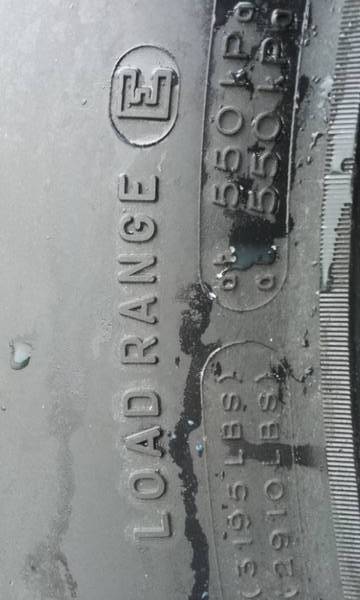 LOAD RANGE E
(3195 LBS) at 550 kPa
(2910 LBS) at 550 kPa